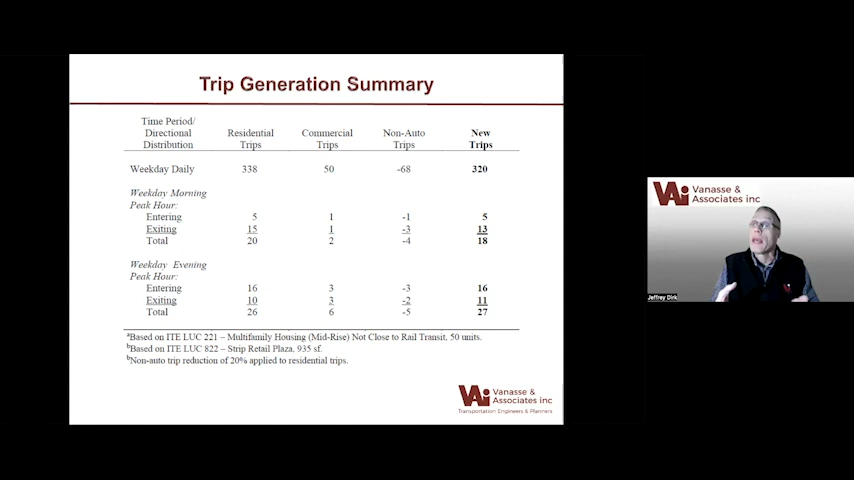 Trip Generation Summary
Time Period/
Directional
Distribution
Residential
Trips
Commercial
Trips
Non-Auto
Trips
New
Trips
Weekday Daily 338 50 -68 320
Weekday Morning
Peak Hour:
Entering 5 1 -1 5
Exiting 15 1 -3 13
Total 20 2 -4 18
Weekday Evening
Peak Hour:
Entering 16 3 -3 16
Exiting 10 3 -2 11
Total 26 6 -5 27
aBased on ITE LUC 221 – Multifamily Housing (Mid-Rise) Not Close to Rail Transit, 50 units.
bBased on ITE LUC 822 – Strip Retail Plaza, 935 sf.
bNon-auto trip reduction of 20% applied to residential trips.
VAi Vanasse &
Associates inc
Transportation Engineers & Planners
VAi Vanasse &
Associates inc
Jeffrey Dirk